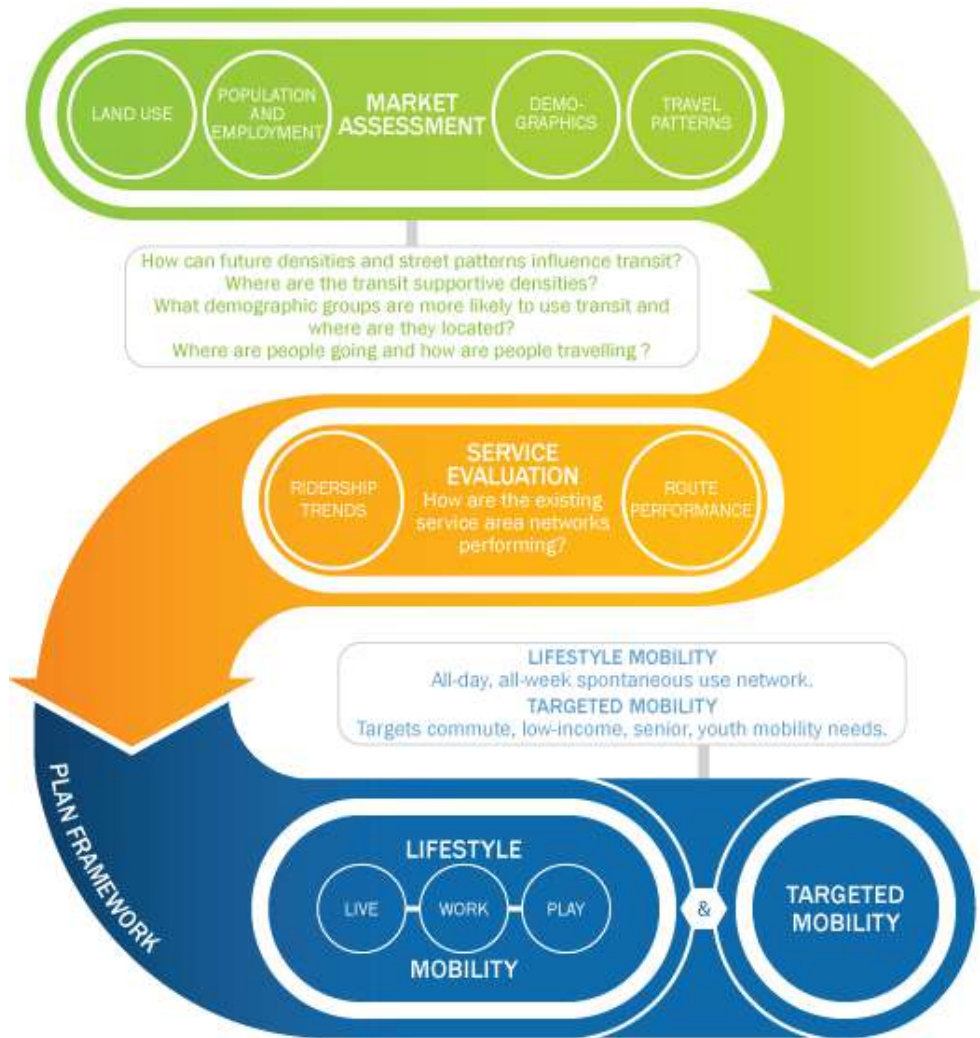 LAND USE
POPULATION
AND
EMPLOYMENT
MARKET
ASSESSMENT
DEMO-
GRAPHICS
TRAVEL
PATTERNS
How can future densities and street patterns influence transit?
Where are the transit supportive densities?
What demographic groups are more likely to use transit and
where are they located?
Where are people going and how are people travelling ?
RIDERSHIP
TRENDS
SERVICE
EVALUATION
How are the existing
service area networks
performing?
ROUTE
PERFORMANCE
LIFESTYLE MOBILITY
All-day, all-week spontaneous use network.
TARGETED MOBILITY
Targets commute, low-income, senior, youth mobility needs.
PLAN FRAMEWORK
LIFESTYLE
LIVE
WORK
PLAY
MOBILITY
&
TARGETED
MOBILITY